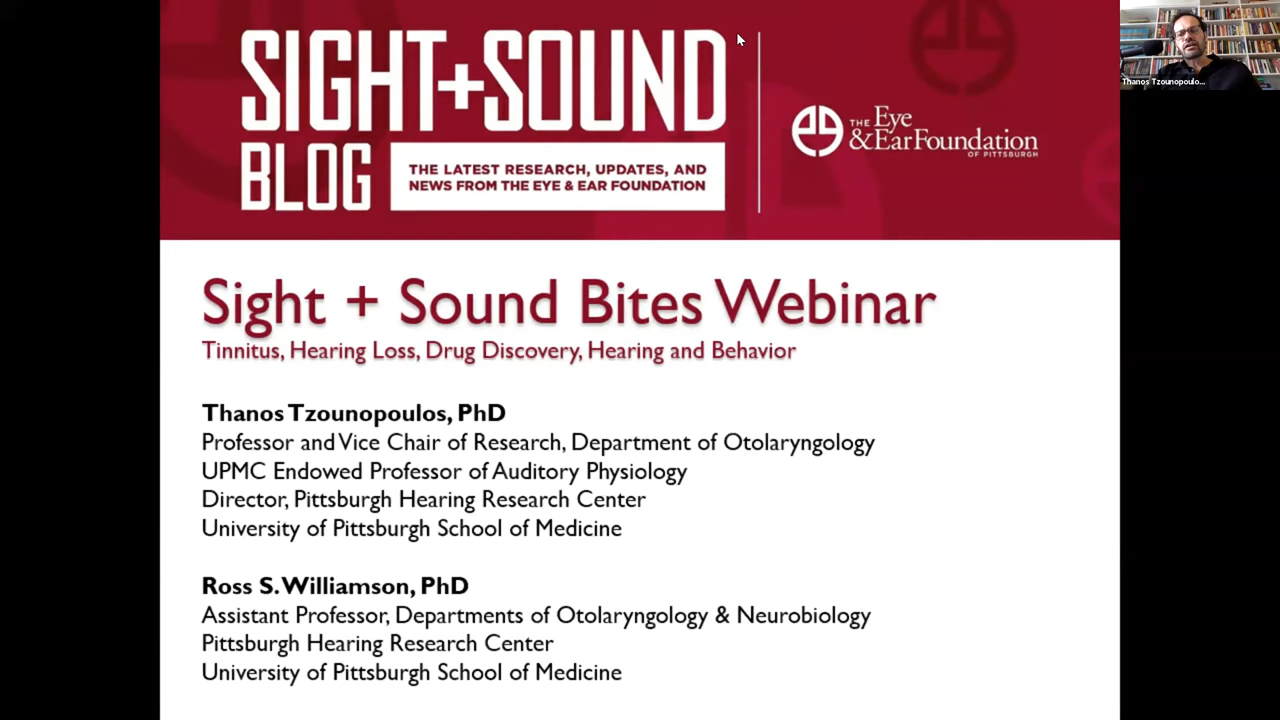 SIGHT+SOUND
BLOG
THE LATEST RESEARCH, UPDATES, AND
NEWS FROM THE EYE & EAR FOUNDATION
THE Eye
& Ear Foundation
OF PITTSBURGH
Thanos Tzounopoulo...
Sight + Sound Bites Webinar
Tinnitus, Hearing Loss, Drug Discovery, Hearing and Behavior
Thanos Tzounopoulos, PhD
Professor and Vice Chair of Research, Department of Otolaryngology
UPMC Endowed Professor of Auditory Physiology
Director, Pittsburgh Hearing Research Center
University of Pittsburgh School of Medicine
Ross S. Williamson, PhD
Assistant Professor, Departments of Otolaryngology & Neurobiology
Pittsburgh Hearing Research Center
University of Pittsburgh School of Medicine